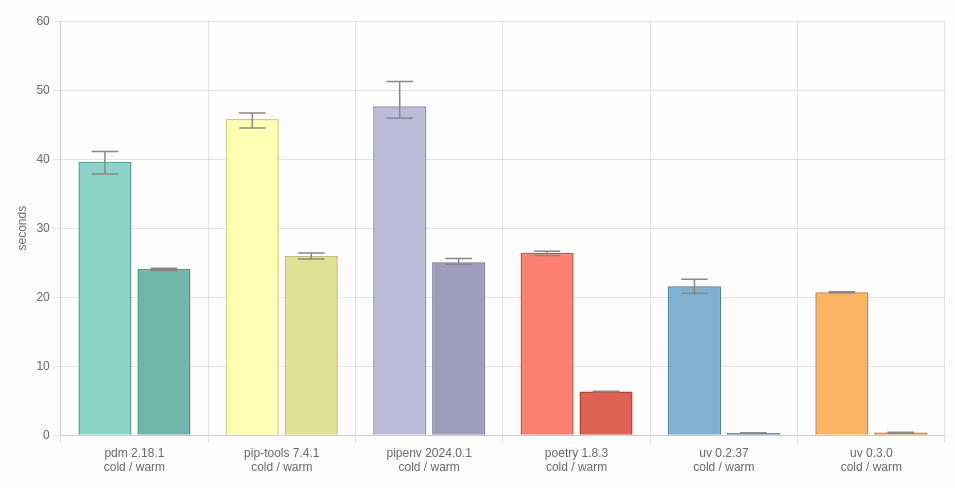 60
50
40
30
20
10
0
seconds
pdm 2.18.1
cold / warm
pip-tools 7.4.1
cold / warm
pipenv 2024.0.1
cold / warm
poetry 1.8.3
cold / warm
uv 0.2.37
cold / warm
uv 0.3.0
cold / warm